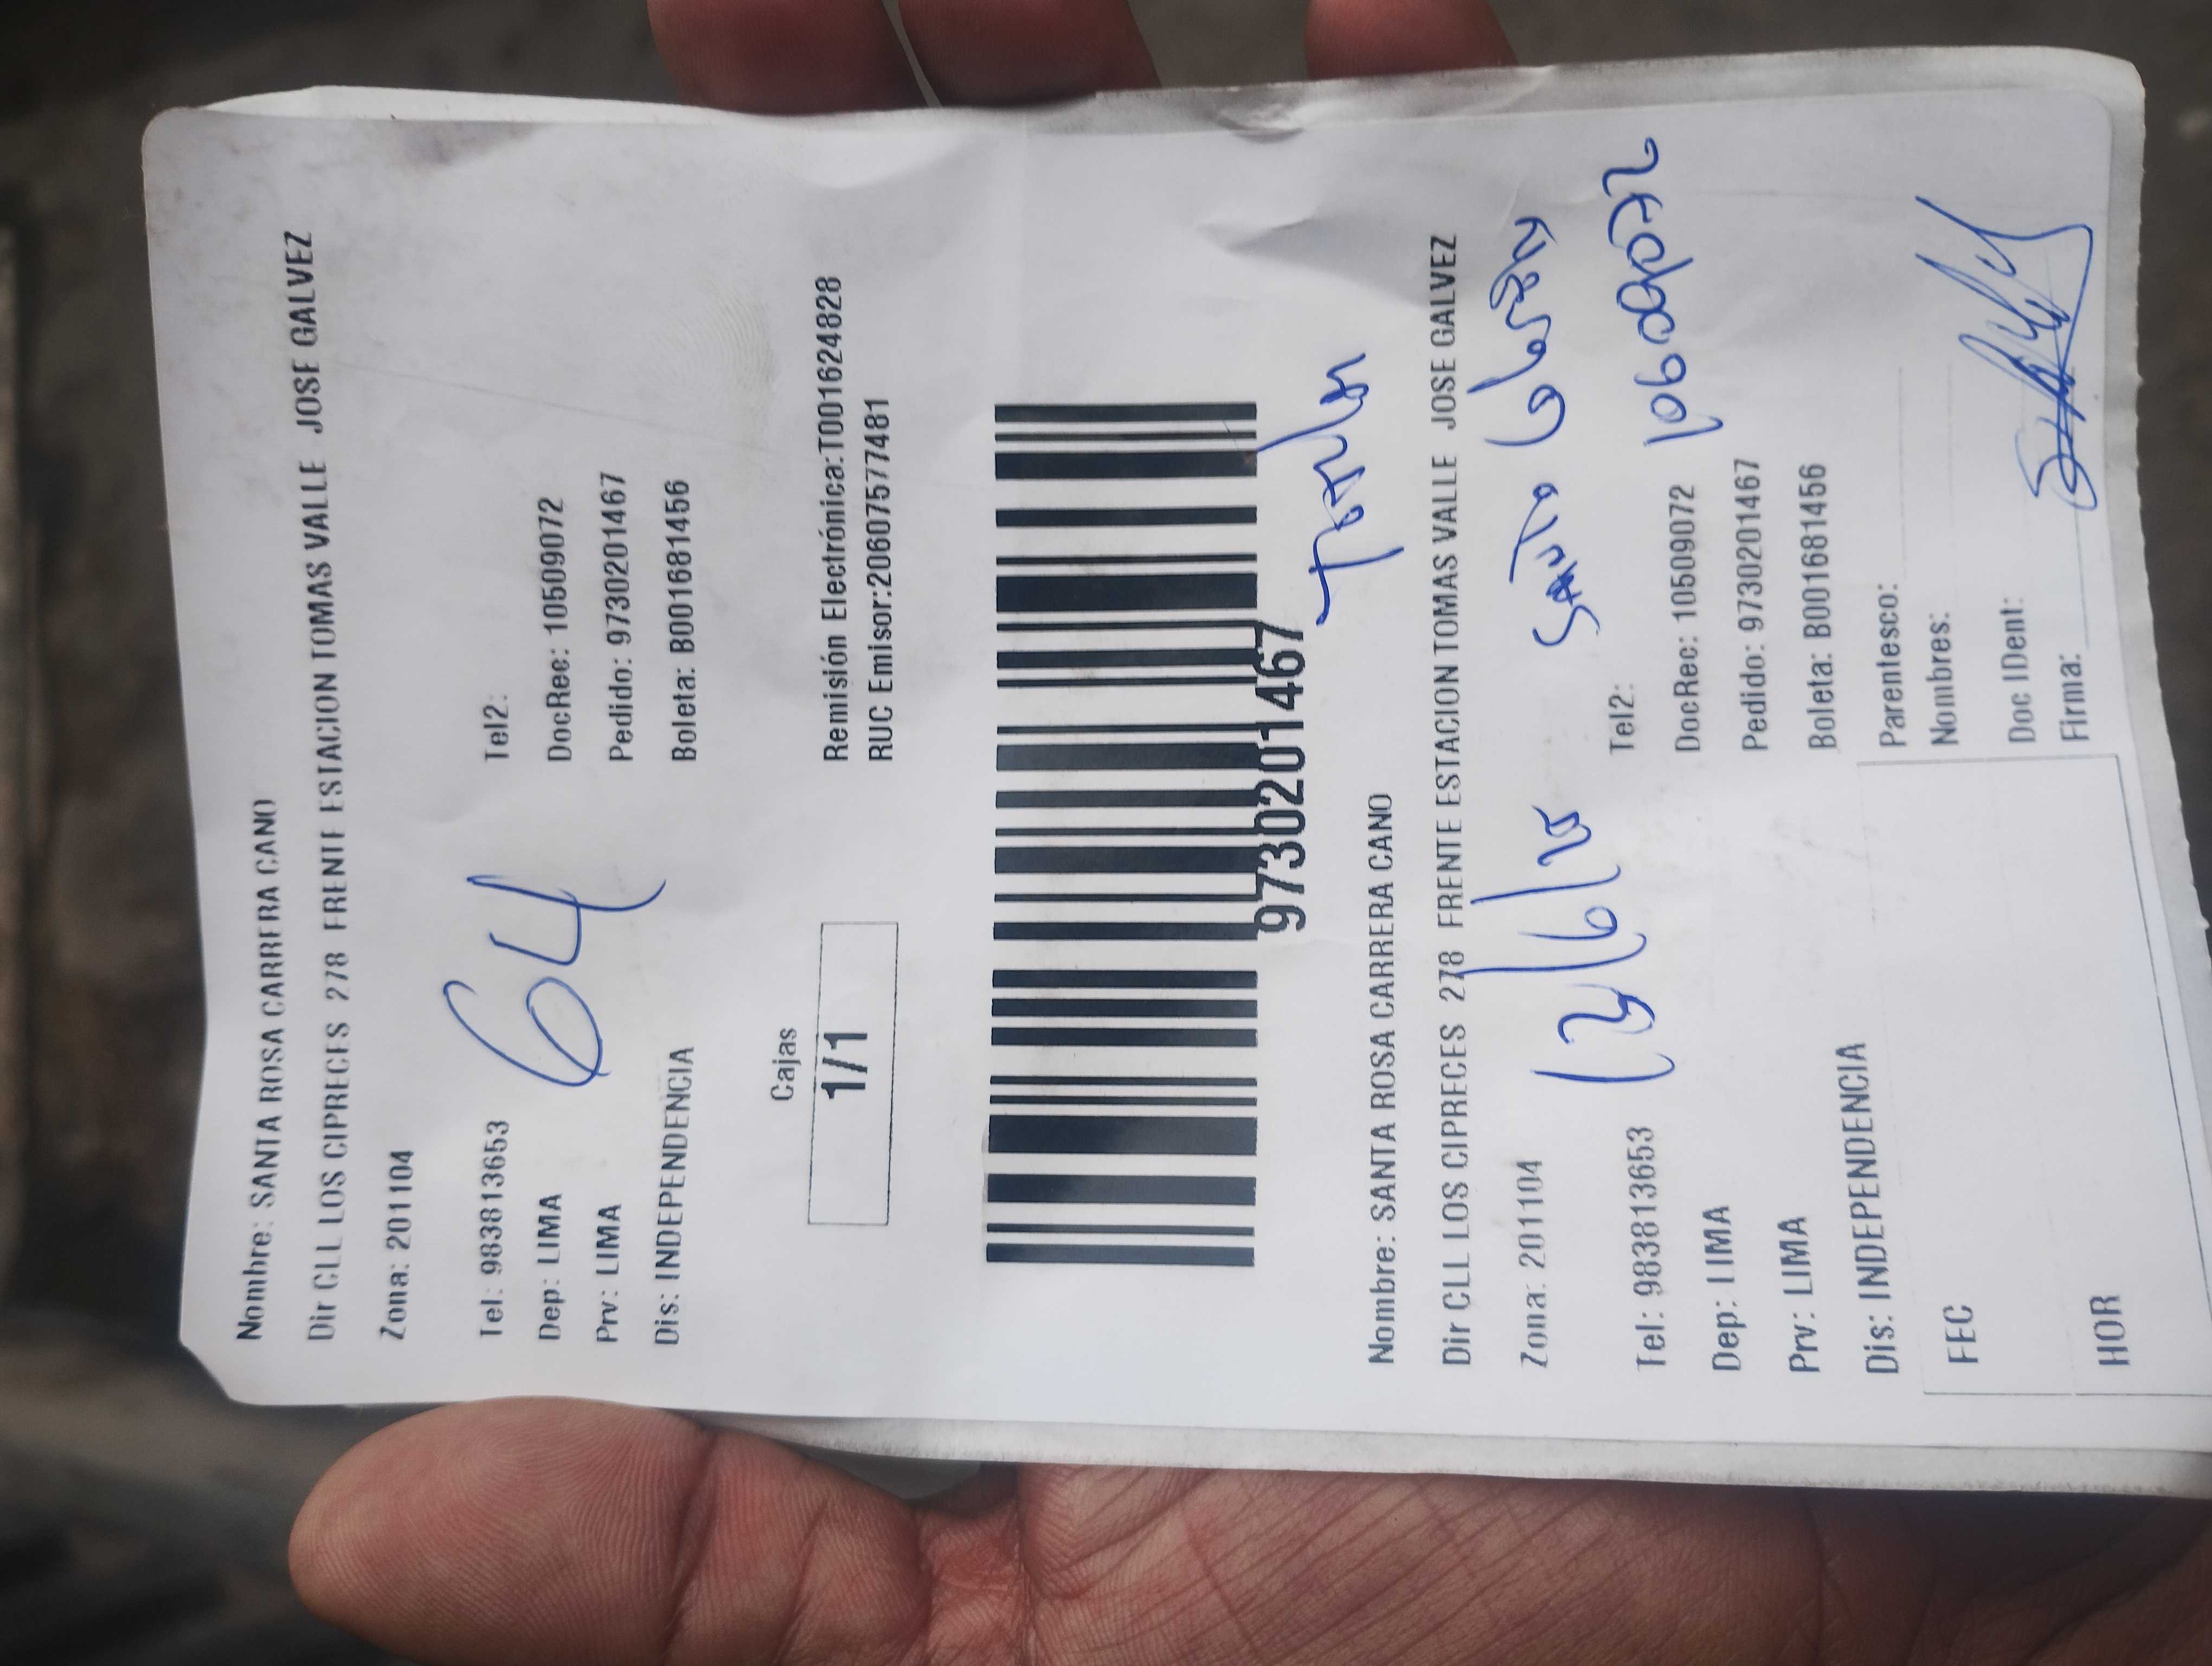 Nombre: SANTA ROSA CARRERA CANO
Dir CLL LOS CIPRECES 278 FRENTE ESTACION TOMAS VALLE JOSE GALVEZ
Zona: 201104
64
Tel: 983813653 Tel2:
Dep: LIMA DocRec: 10509072
Prv: LIMA Pedido: 9730201467
Dis: INDEPENDENCIA Boleta: B001681456
Cajas
1/1
Remisión Electrónica:T001624828
RUC Emisor:20607577481
9730201467
Nombre: SANTA ROSA CARRERA CANO
Dir CLL LOS CIPRECES 278 FRENTE ESTACION TOMAS VALLE JOSE GALVEZ
Zona: 201104
Tel: 983813653 Tel2:
Dep: LIMA DocRec: 10509072
Prv: LIMA Pedido: 9730201467
Dis: INDEPENDENCIA Boleta: B001681456
Parentesco:
FEC Nombres:
Doc IDent:
HOR Firma: